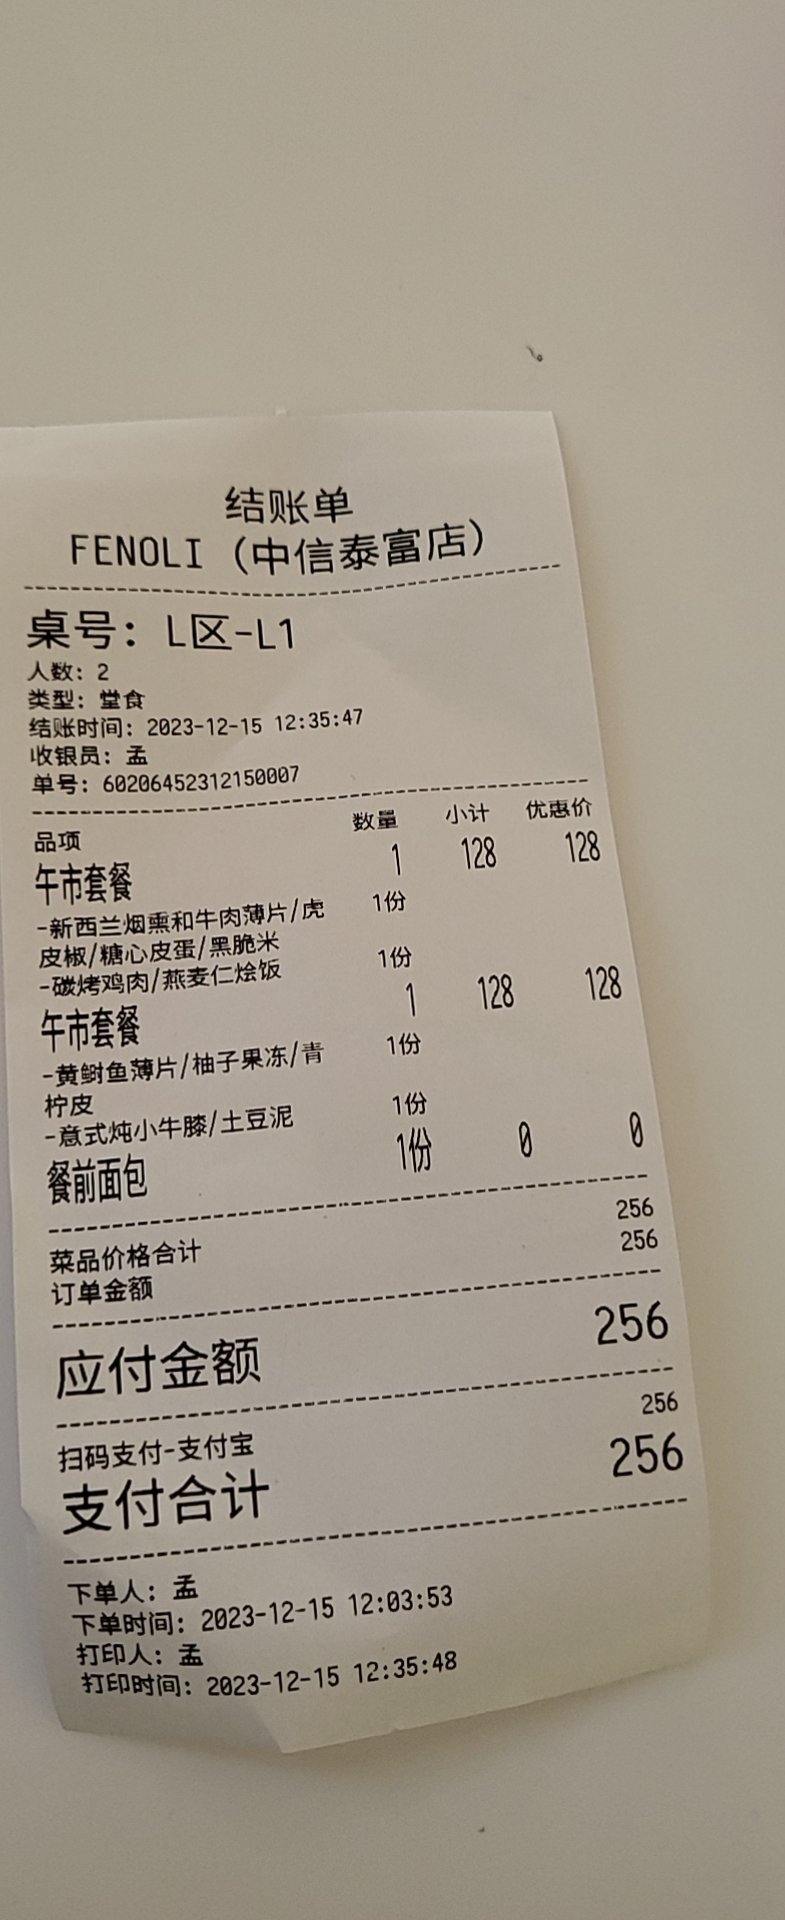 结账单
FENOLI (中信泰富店)
桌号: L区-L1
人数: 2
类型: 堂食
结账时间: 2023-12-15 12:35:47
收银员: 孟
单号: 60206452312150007
品项 数量 小计 优惠价
午市套餐 1 128 128
-新西兰烟熏和牛肉薄片/虎 1份
皮椒/糖心皮蛋/黑脆米
-碳烤鸡肉/燕麦仁烩饭 1份
午市套餐 1 128 128
-黄鲥鱼薄片/柚子果冻/青 1份
柠皮
-意式炖小牛膝/土豆泥 1份
餐前面包 1份 0 0
菜品价格合计 256
订单金额 256
应付金额 256
扫码支付-支付宝 256
支付合计 256
下单人: 孟
下单时间: 2023-12-15 12:03:53
打印人: 孟
打印时间: 2023-12-15 12:35:48